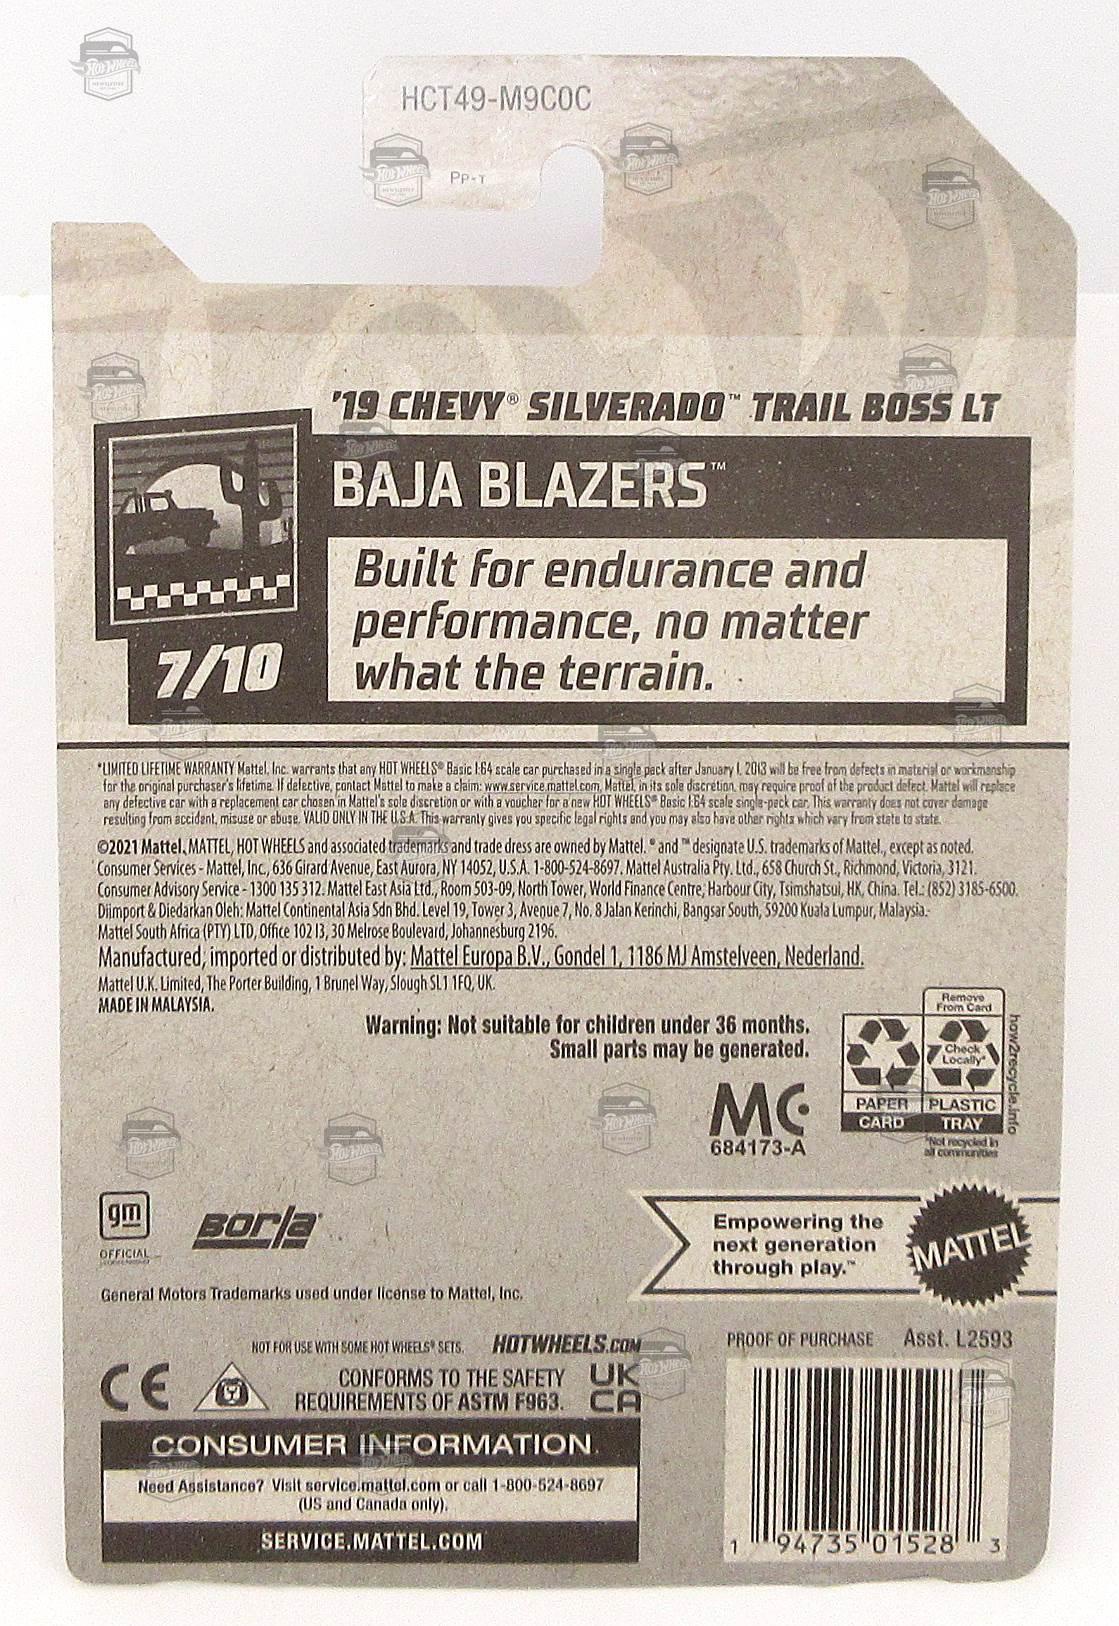 HCT49-M9C0C
PP-T
'19 CHEVY® SILVERADO™ TRAIL BOSS LT
BAJA BLAZERS™
Built for endurance and
performance, no matter
what the terrain.
7/10
*LIMITED LIFETIME WARRANTY Mattel, Inc. warrants that any HOT WHEELS® Basic 1:64 scale car purchased in a single pack after January 1, 2013 will be free from defects in material or workmanship
for the original purchaser's lifetime. If defective, contact Mattel to make a claim: www.service.mattel.com. Mattel, in its sole discretion, may require proof of the product defect. Mattel will replace
any defective car with a replacement car chosen in Mattel's sole discretion or with a voucher for a new HOT WHEELS® Basic 1:64 scale single-pack car. This warranty does not cover damage
resulting from accident, misuse or abuse. VALID ONLY IN THE U.S.A. This warranty gives you specific legal rights and you may also have other rights which vary from state to state.
©2021 Mattel. MATTEL, HOT WHEELS and associated trademarks and trade dress are owned by Mattel. ® and ™ designate U.S. trademarks of Mattel., except as noted.
Consumer Services - Mattel, Inc., 636 Girard Avenue, East Aurora, NY 14052, U.S.A. 1-800-524-8697. Mattel Australia Pty. Ltd., 658 Church St., Richmond, Victoria, 3121.
Consumer Advisory Service - 1300 135 312. Mattel East Asia Ltd., Room 503-09, North Tower, World Finance Centre, Harbour City, Tsimshatsui, HK, China. Tel.: (852) 3185-6500.
Diimport & Diedarkan Oleh: Mattel Continental Asia Sdn Bhd. Level 19, Tower 3, Avenue 7, No. 8 Jalan Kerinchi, Bangsar South, 59200 Kuala Lumpur, Malaysia.
Mattel South Africa (PTY) LTD, Office 102 I3, 30 Melrose Boulevard, Johannesburg 2196.
Manufactured, imported or distributed by: Mattel Europa B.V., Gondel 1, 1186 MJ Amstelveen, Nederland.
Mattel U.K. Limited, The Porter Building, 1 Brunel Way, Slough SL1 1FQ, UK.
MADE IN MALAYSIA.
Warning: Not suitable for children under 36 months.
Small parts may be generated.
Remove
From Card
Check
Locally*
PAPER PLASTIC
CARD TRAY
*Not recycled in
all communities
how2recycle.info
MC
684173-A
gm
OFFICIAL
BORLA
Empowering the
next generation
through play.™
MATTEL
General Motors Trademarks used under license to Mattel, Inc.
NOT FOR USE WITH SOME HOT WHEELS® SETS. HOTWHEELS.COM
PROOF OF PURCHASE Asst. L2593
CE
CONFORMS TO THE SAFETY
REQUIREMENTS OF ASTM F963.
UK
CA
CONSUMER INFORMATION
Need Assistance? Visit service.mattel.com or call 1-800-524-8697
(US and Canada only).
SERVICE.MATTEL.COM
1 94735 01528 3